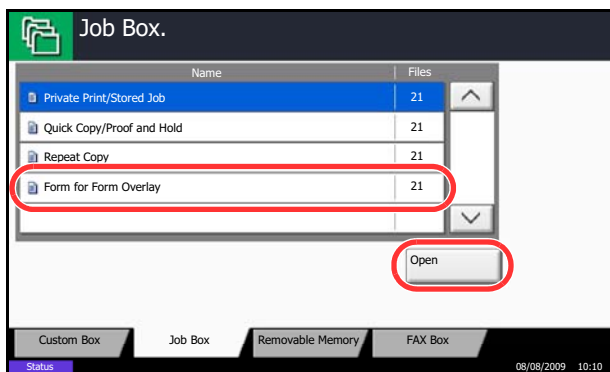 Job Box.
Name Files
Private Print/Stored Job 21
Quick Copy/Proof and Hold 21
Repeat Copy 21
Form for Form Overlay 21
Open
Custom Box Job Box Removable Memory FAX Box
Status 08/08/2009 10:10